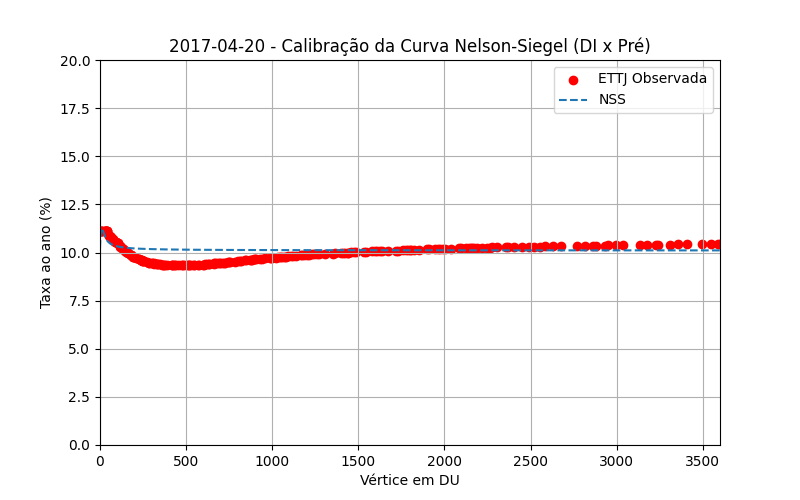 2017-04-20 - Calibração da Curva Nelson-Siegel (DI x Pré)
ETTJ Observada
NSS
Taxa ao ano (%)
20.0
17.5
15.0
12.5
10.0
7.5
5.0
2.5
0.0
0 500 1000 1500 2000 2500 3000 3500
Vértice em DU